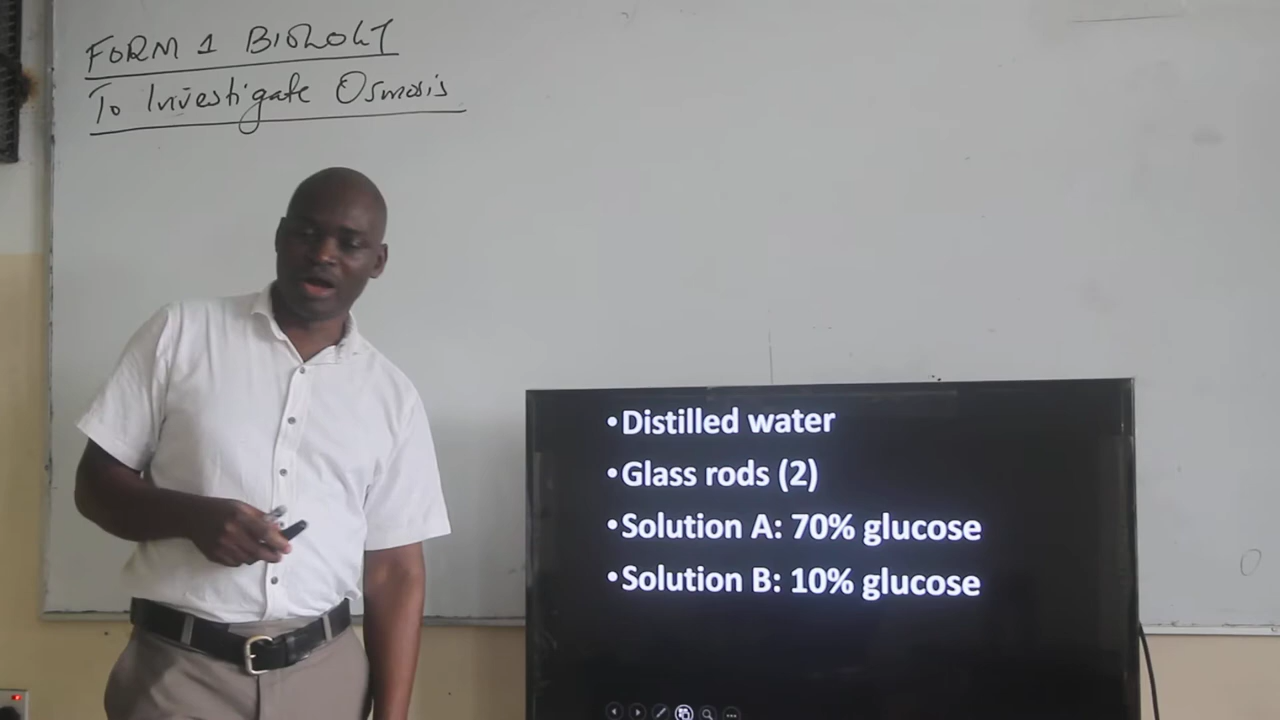 FORM 1 BIOLOGY
To Investigate Osmosis
•Distilled water
•Glass rods (2)
•Solution A: 70% glucose
•Solution B: 10% glucose